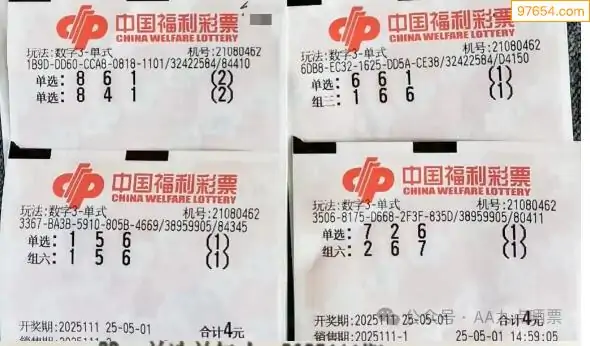 97654.com
中国福利彩票
CHINA WELFARE LOTTERY
玩法:数字3-单式 机号:21080462
1B9D-DD60-CCAB-0818-1101/32422584/84410
单选: 8 6 1 (2)
单选: 8 4 1 (2)
中国福利彩票
CHINA WELFARE LOTTERY
玩法:数字3-单式 机号:21080462
6DB8-EC32-1625-DD5A-CE38/32422584/D4150
单选: 6 6 1 (1)
组三: 1 6 6 (1)
中国福利彩票
CHINA WELFARE LOTTERY
玩法:数字3-单式 机号:21080462
3367-BA3B-5910-805B-4669/38959905/84345
单选: 1 5 6 (1)
组六: 1 5 6 (1)
开奖期:2025111 25-05-01 合计4元
中国福利彩票
CHINA WELFARE LOTTERY
玩法:数字3-单式 机号:21080462
3506-8175-D668-2F3F-835D/38959905/80411
单选: 7 2 6 (1)
组六: 2 6 7 (1)
公众号·AA
开奖期:2025111 25-05-01 合计4元
销售期:2025111-1 25-05-01 14:59:05